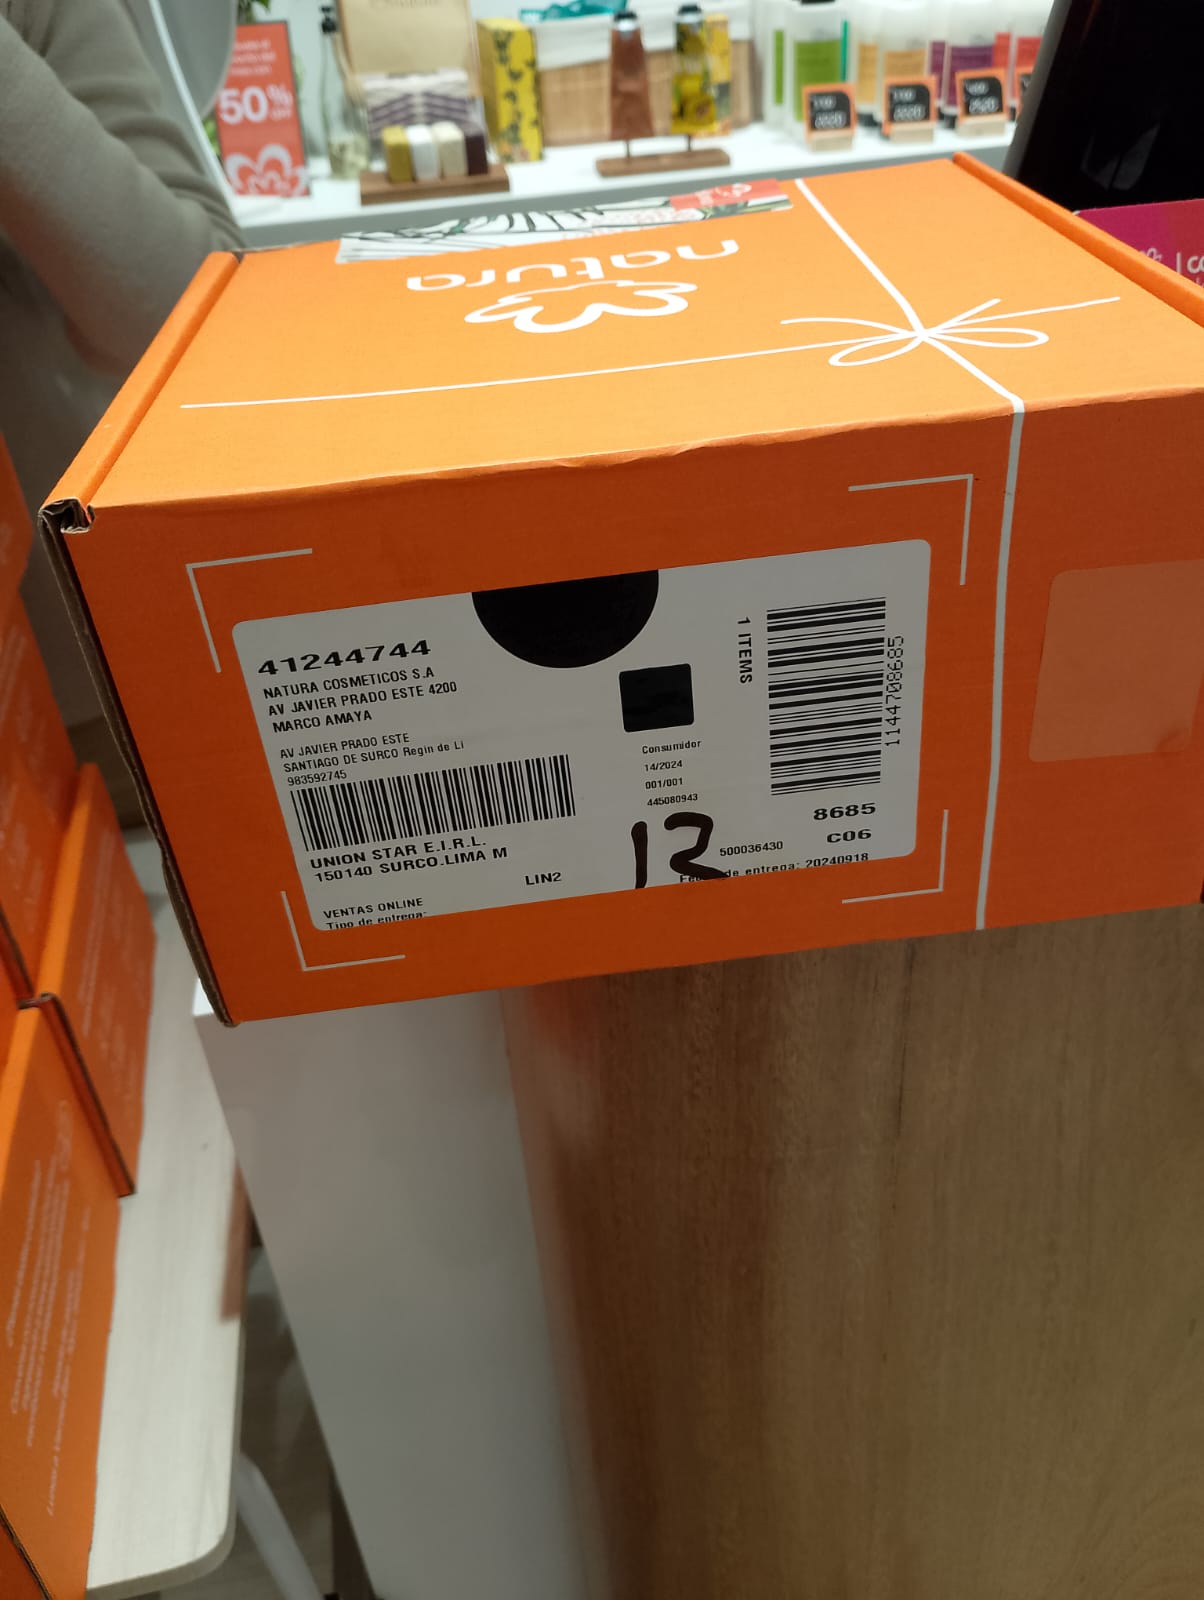 50%
OFF
natura
41244744
NATURA COSMETICOS S.A
AV JAVIER PRADO ESTE 4200
MARCO AMAYA
AV JAVIER PRADO ESTE
SANTIAGO DE SURCO Regin de Li
983592745
UNION STAR E.I.R.L.
150140 SURCO.LIMA M
LIN2
VENTAS ONLINE
Tipo de entrega:
Consumidor
14/2024
001/001
445080943
13
1 ITEMS
1144708685
8685
C06
500036430
de entrega: 20240918